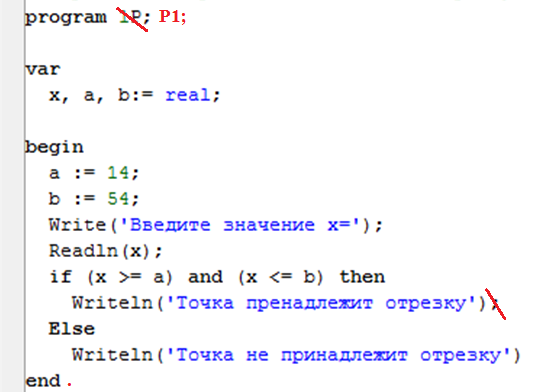 program 1P; P1;
var
x, a, b:= real;
begin
a := 14;
b := 54;
Write('Введите значение x=');
Readln(x);
if (x >= a) and (x <= b) then
Writeln('Точка пренадлежит отрезку');
Else
Writeln('Точка не принадлежит отрезку')
end .